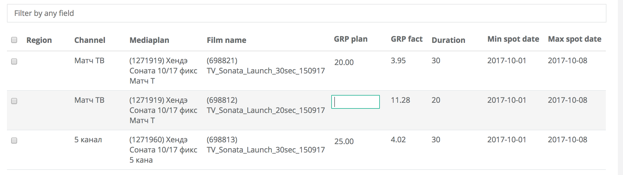 Filter by any field
Region Channel Mediaplan Film name GRP plan GRP fact Duration Min spot date Max spot date
Матч ТВ (1271919) Хендэ (698821) 20.00 3.95 30 2017-10-01 2017-10-08
Соната 10/17 фикс TV_Sonata_Launch_30sec_150917
Матч Т
Матч ТВ (1271919) Хендэ (698812) 11.28 20 2017-10-01 2017-10-08
Соната 10/17 фикс TV_Sonata_Launch_20sec_150917
Матч Т
5 канал (1271960) Хендэ (698813) 25.00 4.02 30 2017-10-01 2017-10-08
Соната 10/17 фикс TV_Sonata_Launch_30sec_150917
5 кана